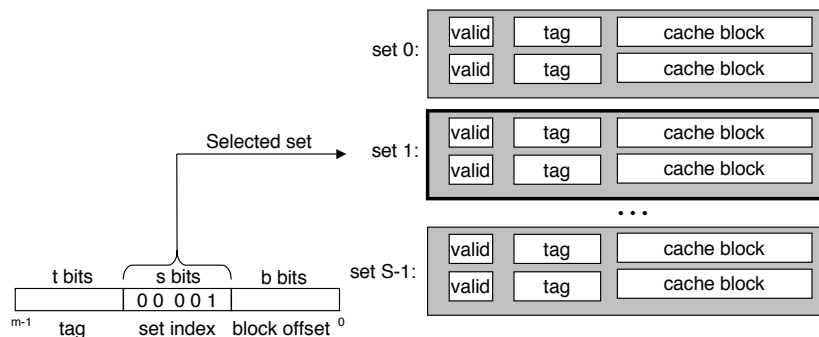 set 0:
valid tag cache block
valid tag cache block
Selected set
set 1:
valid tag cache block
valid tag cache block
...
set S-1:
valid tag cache block
valid tag cache block
t bits s bits b bits
0 0 0 0 1
m-1 0
tag set index block offset